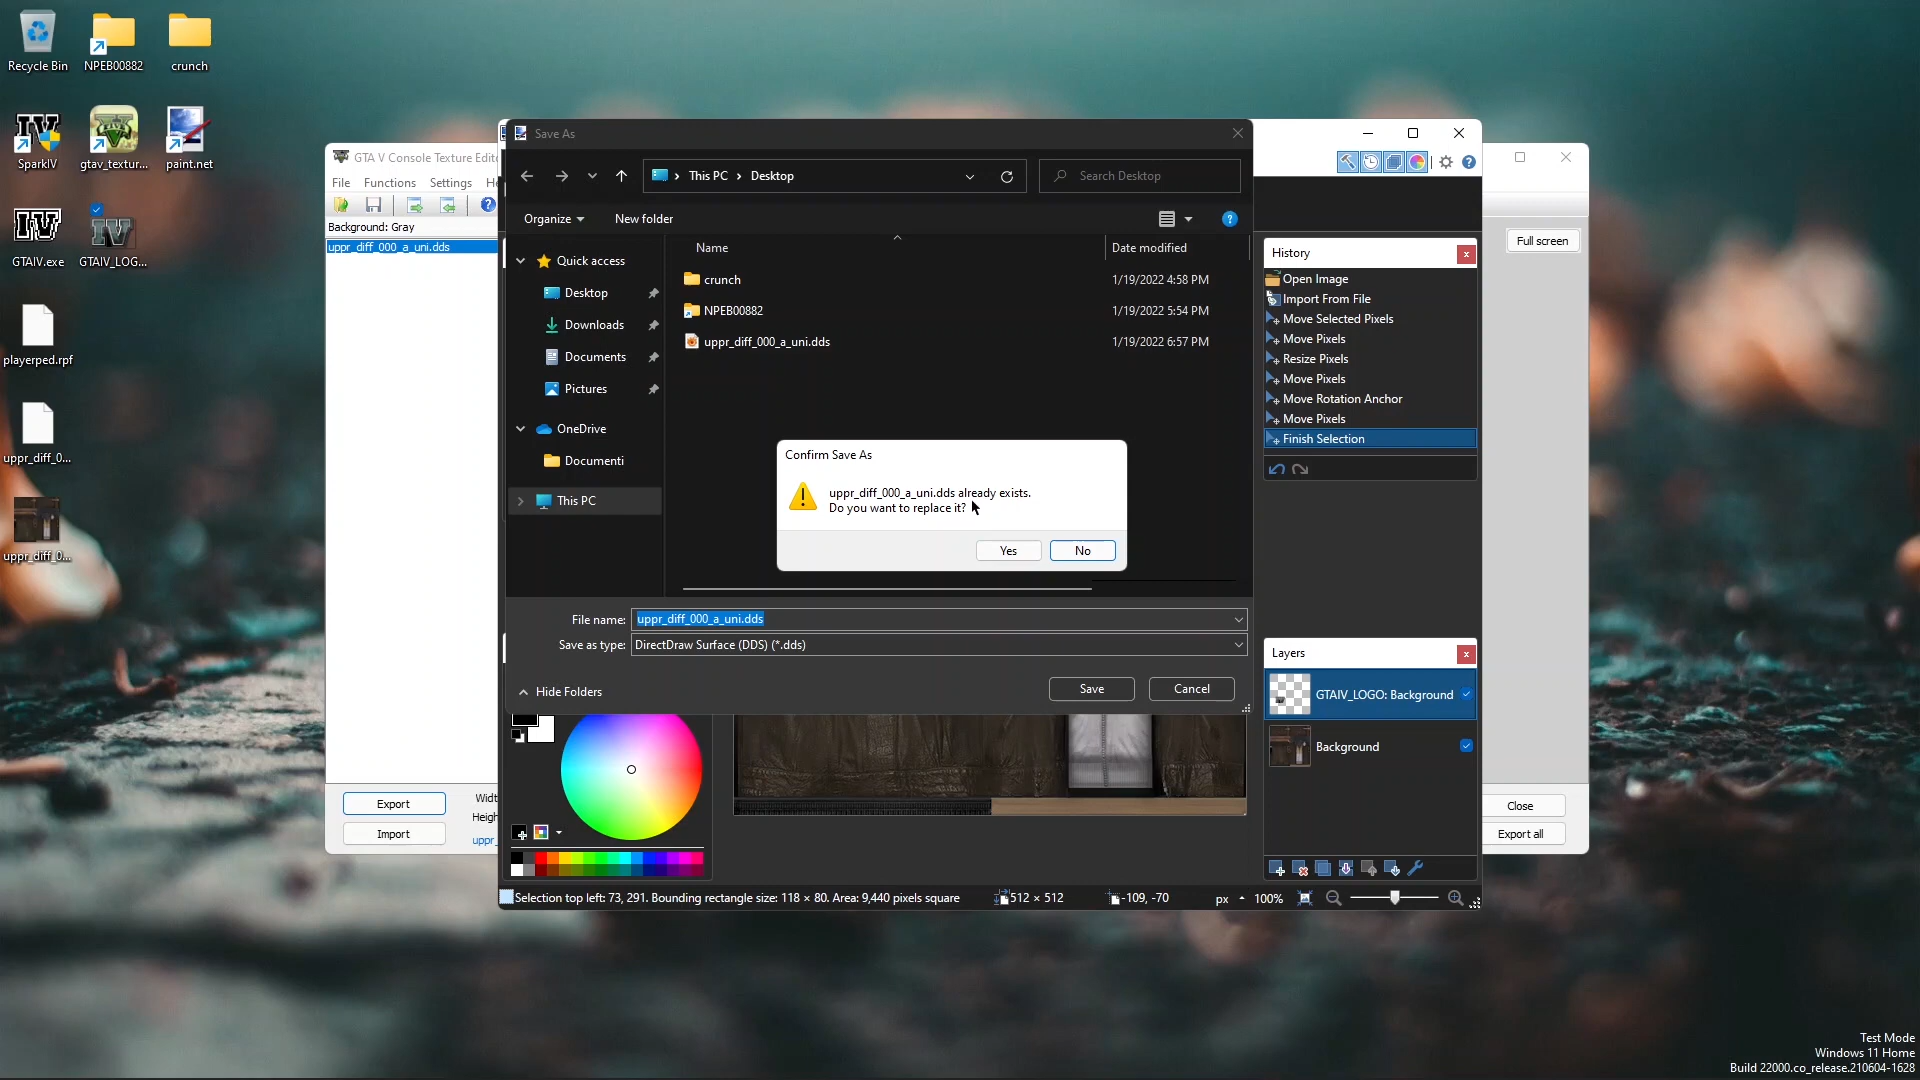 Recycle Bin
NPEB00882
crunch
SparkIV
gtav_textur...
paint.net
GTAIV.exe
GTAIV_LOG...
playerped.rpf
uppr_diff_0...
uppr_diff_0...
GTA V Console Texture Edito
File
Functions
Settings
He
Background: Gray
uppr_diff_000_a_uni.dds
Export
Import
Widt
Heigh
uppr_
Save As
This PC
Desktop
Search Desktop
Organize
New folder
Name
Date modified
Quick access
Desktop
Downloads
Documents
Pictures
OneDrive
Documenti
This PC
crunch
1/19/2022 4:58 PM
NPEB00882
1/19/2022 5:54 PM
uppr_diff_000_a_uni.dds
1/19/2022 6:57 PM
Confirm Save As
uppr_diff_000_a_uni.dds already exists.
Do you want to replace it?
Yes
No
File name:
uppr_diff_000_a_uni.dds
Save as type:
DirectDraw Surface (DDS) (*.dds)
Hide Folders
Save
Cancel
History
Open Image
Import From File
Move Selected Pixels
Move Pixels
Resize Pixels
Move Pixels
Move Rotation Anchor
Move Pixels
Finish Selection
Layers
GTAIV_LOGO: Background
Background
Selection top left: 73, 291. Bounding rectangle size: 118 × 80. Area: 9,440 pixels square
512 × 512
-109, -70
px
100%
Full screen
Close
Export all
Test Mode
Windows 11 Home
Build 22000.co_release.210604-1628